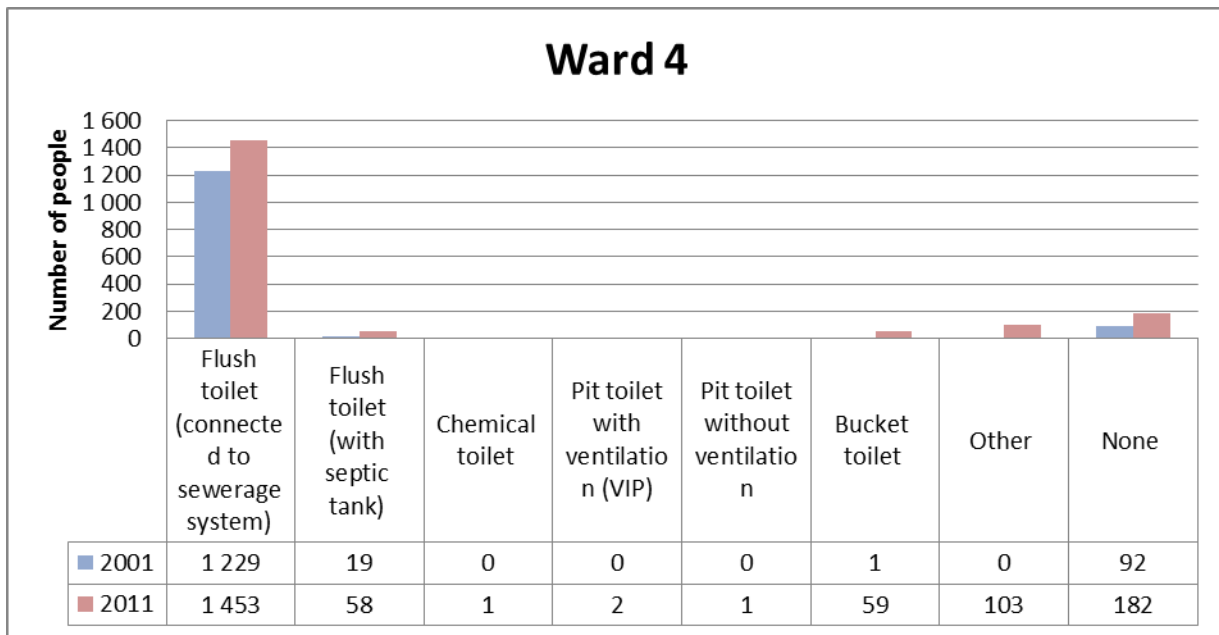 Ward 4
Number of people
1 600
1 400
1 200
1 000
800
600
400
200
0
Flush
toilet
(connecte
d to
sewerage
system)
Flush
toilet
(with
septic
tank)
Chemical
toilet
Pit toilet
with
ventilatio
n (VIP)
Pit toilet
without
ventilatio
n
Bucket
toilet
Other
None
2001 1 229 19 0 0 0 1 0 92
2011 1 453 58 1 2 1 59 103 182